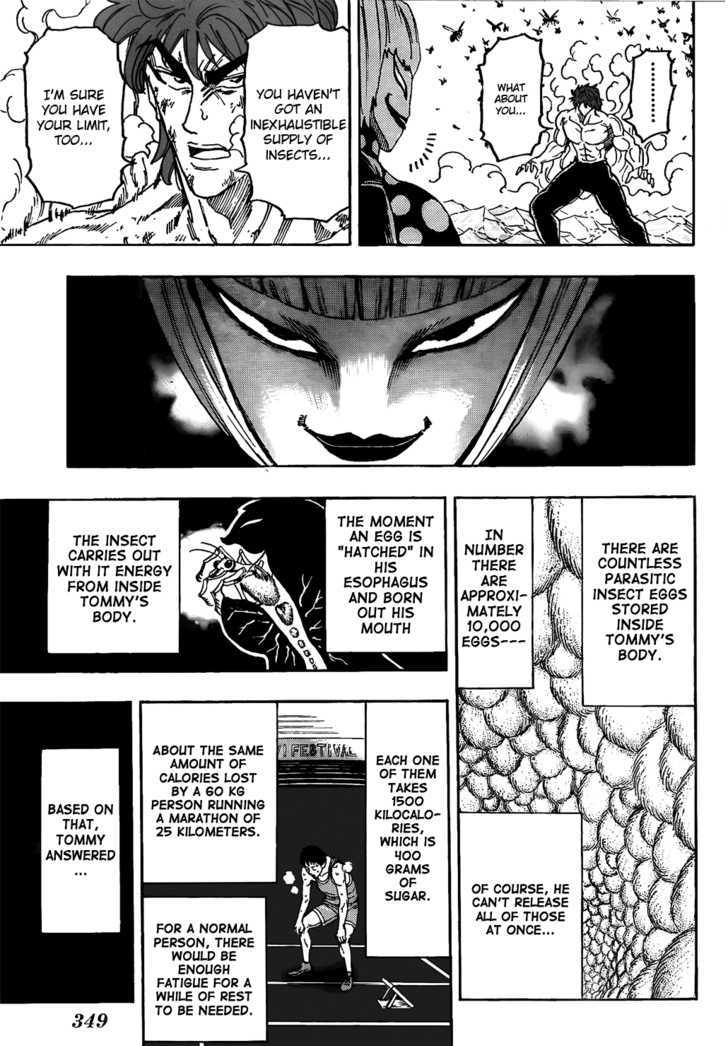 ..........
WHAT
ABOUT
YOU...
YOU HAVEN'T
GOT AN
INEXHAUSTIBLE
SUPPLY OF
INSECTS...
I'M SURE
YOU HAVE
YOUR LIMIT,
TOO...
THERE ARE
COUNTLESS
PARASITIC
INSECT EGGS
STORED
INSIDE
TOMMY'S
BODY.
IN
NUMBER
THERE
ARE
APPROXI-
MATELY
10,000
EGGS---
OF COURSE, HE
CAN'T RELEASE
ALL OF THOSE
AT ONCE...
THE MOMENT
AN EGG IS
"HATCHED" IN
HIS
ESOPHAGUS
AND BORN
OUT HIS
MOUTH
THE INSECT
CARRIES OUT
WITH IT ENERGY
FROM INSIDE
TOMMY'S
BODY.
EACH ONE
OF THEM
TAKES
1500
KILOCALO-
RIES,
WHICH IS
400
GRAMS
OF
SUGAR.
FESTIVAL
ABOUT THE SAME
AMOUNT OF
CALORIES LOST
BY A 60 KG
PERSON RUNNING
A MARATHON OF
25 KILOMETERS.
FOR A NORMAL
PERSON, THERE
WOULD BE
ENOUGH
FATIGUE FOR A
WHILE OF REST
TO BE NEEDED.
BASED ON
THAT,
TOMMY
ANSWERED
...
349